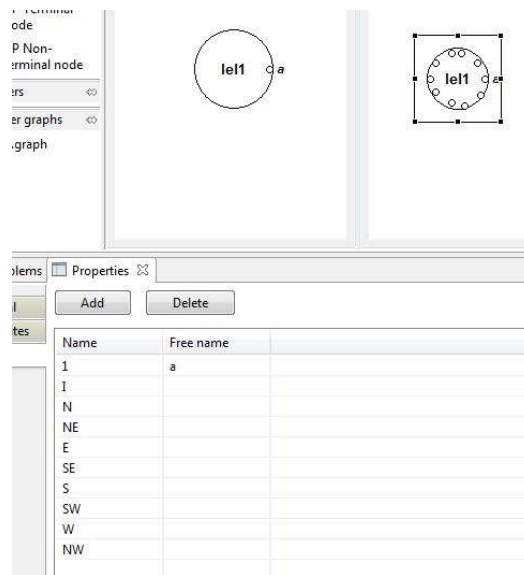 ode
P Non-
erminal node
ers
er graphs
.graph
lel1 a
lel1 a
olems Properties
Add Delete
tes
Name Free name
1 a
I
N
NE
E
SE
S
SW
W
NW